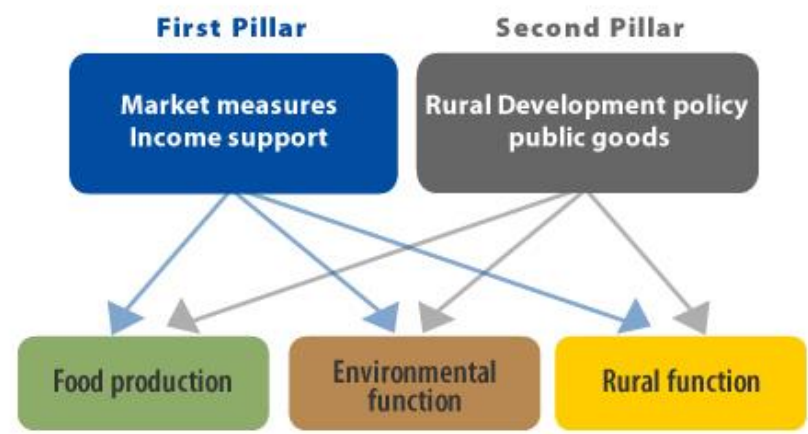 First Pillar
Second Pillar
Market measures
Income support
Rural Development policy
public goods
Food production
Environmental
function
Rural function